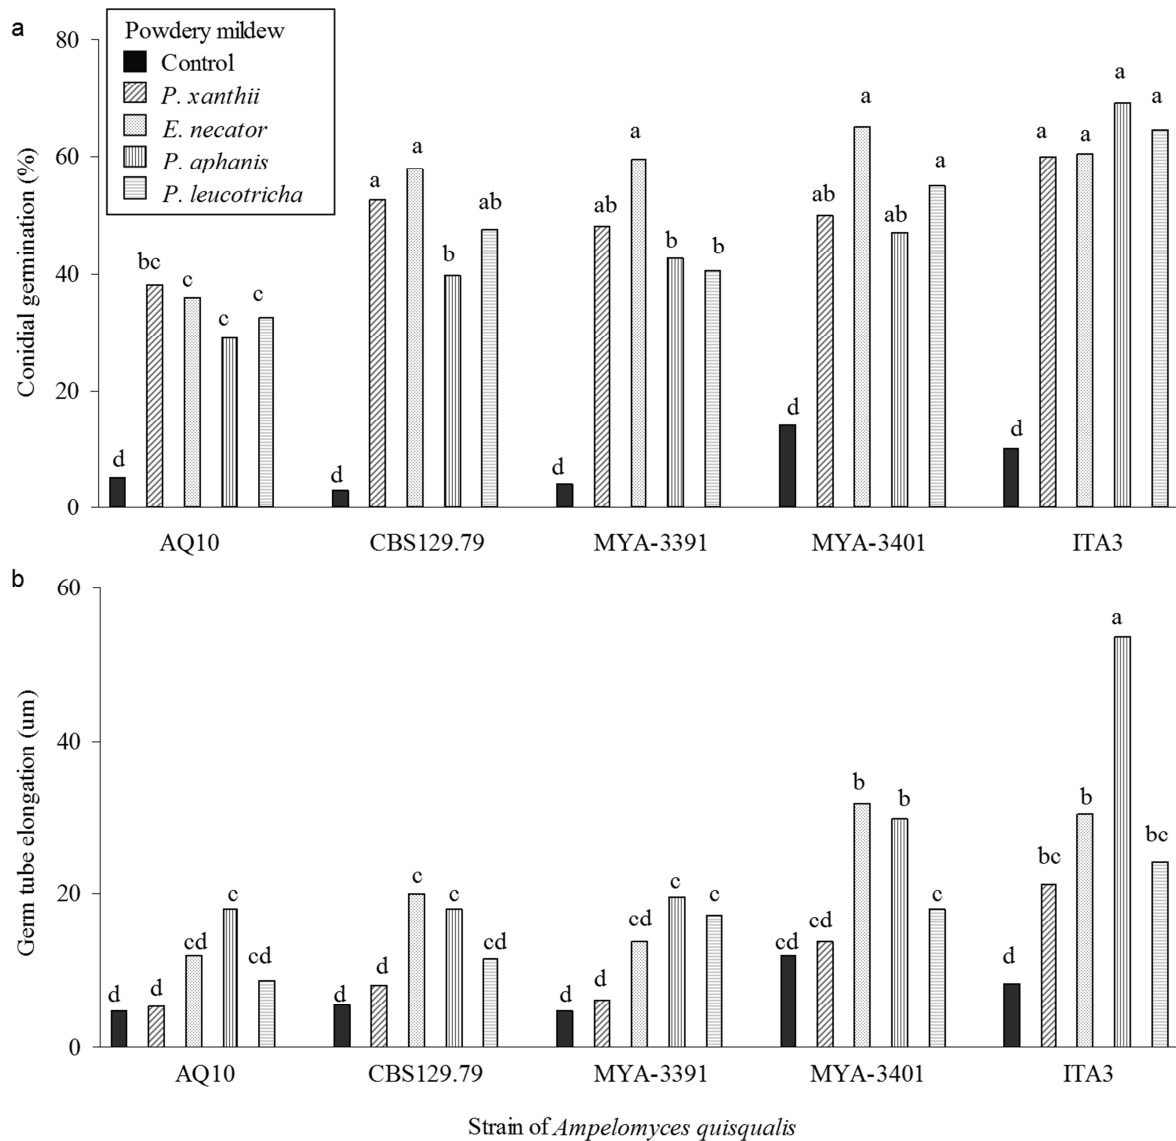 a
Powdery mildew
Control
P. xanthii
E. necator
P. aphanis
P. leucotricha
Conidial germination (%)
80
60
40
20
0
d bc c c c
d a a b ab
d ab a b b
d ab a ab a
d a a a a
AQ10 CBS129.79 MYA-3391 MYA-3401 ITA3
b
Germ tube elongation (um)
60
40
20
0
d d cd c cd
d d c c cd
d d cd c c
cd cd b b c
d bc b a bc
AQ10 CBS129.79 MYA-3391 MYA-3401 ITA3
Strain of Ampelomyces quisqualis